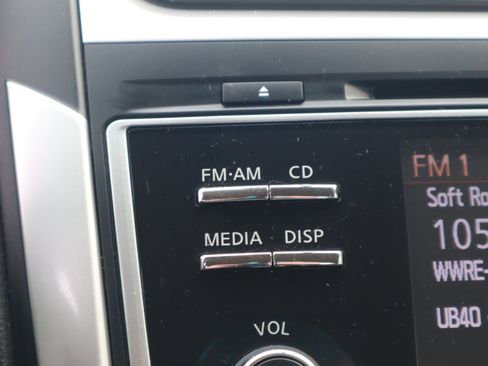 FM·AM CD
MEDIA DISP
VOL
FM 1
Soft Ro
105
WWRE-
UB40